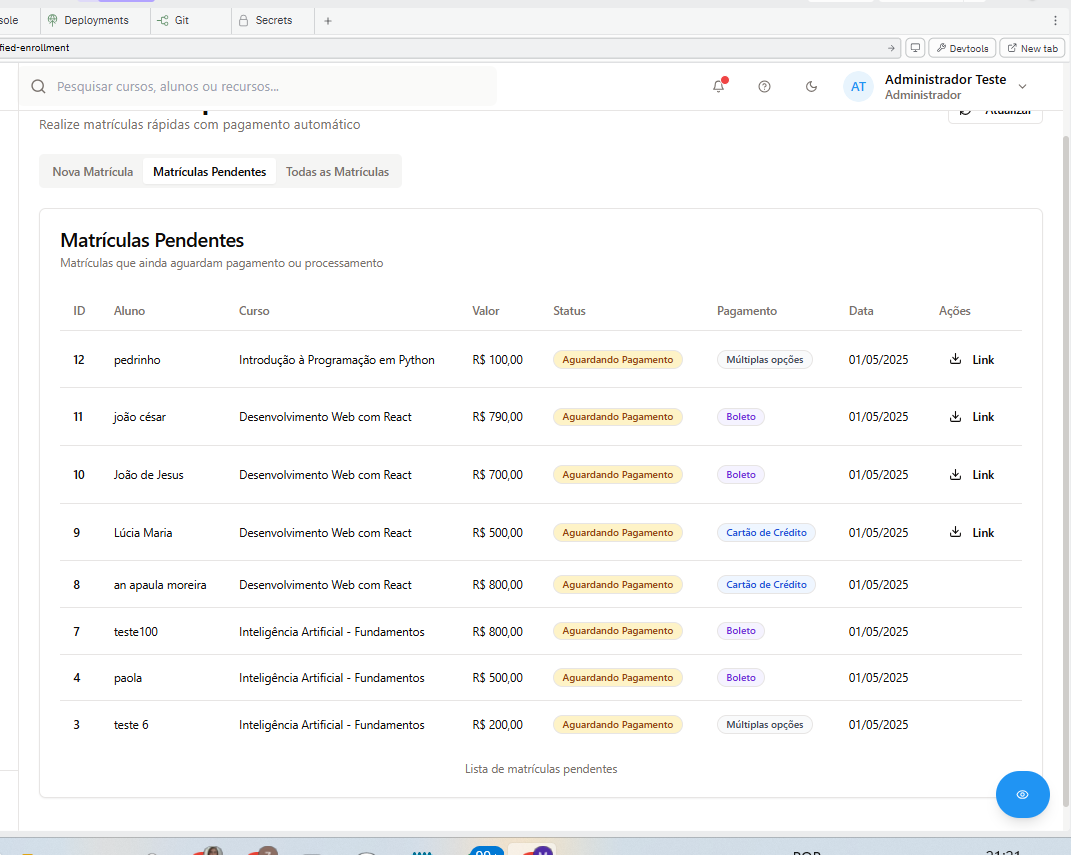 sole Deployments Git Secrets +
fied-enrollment Devtools New tab
Pesquisar cursos, alunos ou recursos... AT Administrador Teste
Administrador
Realize matrículas rápidas com pagamento automático Atualizar
Nova Matrícula Matrículas Pendentes Todas as Matrículas
Matrículas Pendentes
Matrículas que ainda aguardam pagamento ou processamento
ID Aluno Curso Valor Status Pagamento Data Ações
12 pedrinho Introdução à Programação em Python R$ 100,00 Aguardando Pagamento Múltiplas opções 01/05/2025 Link
11 joão césar Desenvolvimento Web com React R$ 790,00 Aguardando Pagamento Boleto 01/05/2025 Link
10 João de Jesus Desenvolvimento Web com React R$ 700,00 Aguardando Pagamento Boleto 01/05/2025 Link
9 Lúcia Maria Desenvolvimento Web com React R$ 500,00 Aguardando Pagamento Cartão de Crédito 01/05/2025 Link
8 an apaula moreira Desenvolvimento Web com React R$ 800,00 Aguardando Pagamento Cartão de Crédito 01/05/2025
7 teste100 Inteligência Artificial - Fundamentos R$ 800,00 Aguardando Pagamento Boleto 01/05/2025
4 paola Inteligência Artificial - Fundamentos R$ 500,00 Aguardando Pagamento Boleto 01/05/2025
3 teste 6 Inteligência Artificial - Fundamentos R$ 200,00 Aguardando Pagamento Múltiplas opções 01/05/2025
Lista de matrículas pendentes